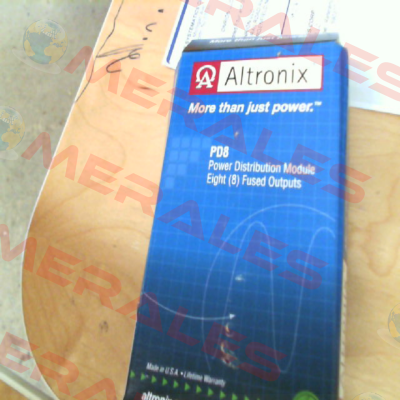 Altronix
More than just power.™
PD8
Power Distribution Module
Eight (8) Fused Outputs
Made in U.S.A. • Lifetime Warranty
MERALES
MERALES
MERALES
MERALES